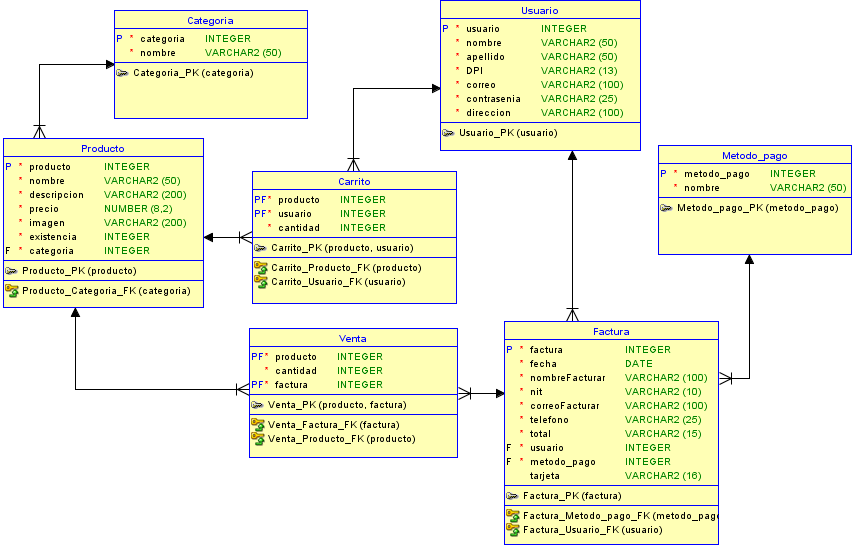 Categoria
P * categoria INTEGER
* nombre VARCHAR2 (50)
Categoria_PK (categoria)
Usuario
P * usuario INTEGER
* nombre VARCHAR2 (50)
* apellido VARCHAR2 (50)
* DPI VARCHAR2 (13)
* correo VARCHAR2 (100)
* contrasenia VARCHAR2 (25)
* direccion VARCHAR2 (100)
Usuario_PK (usuario)
Producto
P * producto INTEGER
* nombre VARCHAR2 (50)
* descripcion VARCHAR2 (200)
* precio NUMBER (8,2)
* imagen VARCHAR2 (200)
* existencia INTEGER
F * categoria INTEGER
Producto_PK (producto)
Producto_Categoria_FK (categoria)
Carrito
PF* producto INTEGER
PF* usuario INTEGER
* cantidad INTEGER
Carrito_PK (producto, usuario)
Carrito_Producto_FK (producto)
Carrito_Usuario_FK (usuario)
Metodo_pago
P * metodo_pago INTEGER
* nombre VARCHAR2 (50)
Metodo_pago_PK (metodo_pago)
Venta
PF* producto INTEGER
* cantidad INTEGER
PF* factura INTEGER
Venta_PK (producto, factura)
Venta_Factura_FK (factura)
Venta_Producto_FK (producto)
Factura
P * factura INTEGER
* fecha DATE
* nombreFacturar VARCHAR2 (100)
* nit VARCHAR2 (10)
* correoFacturar VARCHAR2 (100)
* telefono VARCHAR2 (25)
* total VARCHAR2 (15)
F * usuario INTEGER
F * metodo_pago INTEGER
tarjeta VARCHAR2 (16)
Factura_PK (factura)
Factura_Metodo_pago_FK (metodo_pago
Factura_Usuario_FK (usuario)